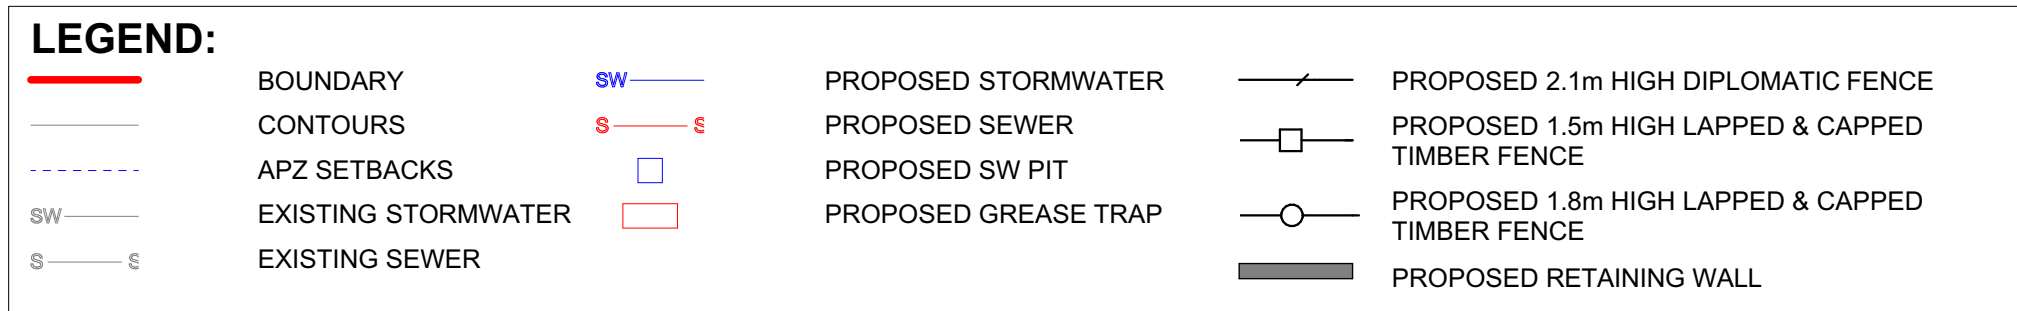 LEGEND:
BOUNDARY
CONTOURS
APZ SETBACKS
SW
EXISTING STORMWATER
S S
EXISTING SEWER
SW
PROPOSED STORMWATER
S S
PROPOSED SEWER
PROPOSED SW PIT
PROPOSED GREASE TRAP
PROPOSED 2.1m HIGH DIPLOMATIC FENCE
PROPOSED 1.5m HIGH LAPPED & CAPPED
TIMBER FENCE
PROPOSED 1.8m HIGH LAPPED & CAPPED
TIMBER FENCE
PROPOSED RETAINING WALL